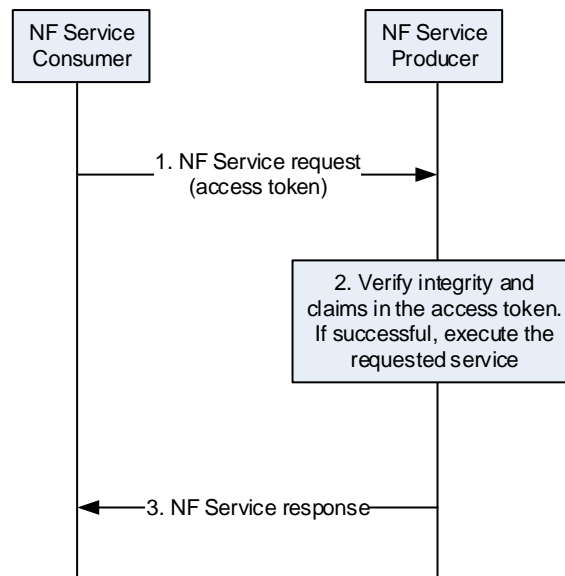 NF Service
Consumer
NF Service
Producer
1. NF Service request
(access token)
2. Verify integrity and
claims in the access token.
If successful, execute the
requested service
3. NF Service response